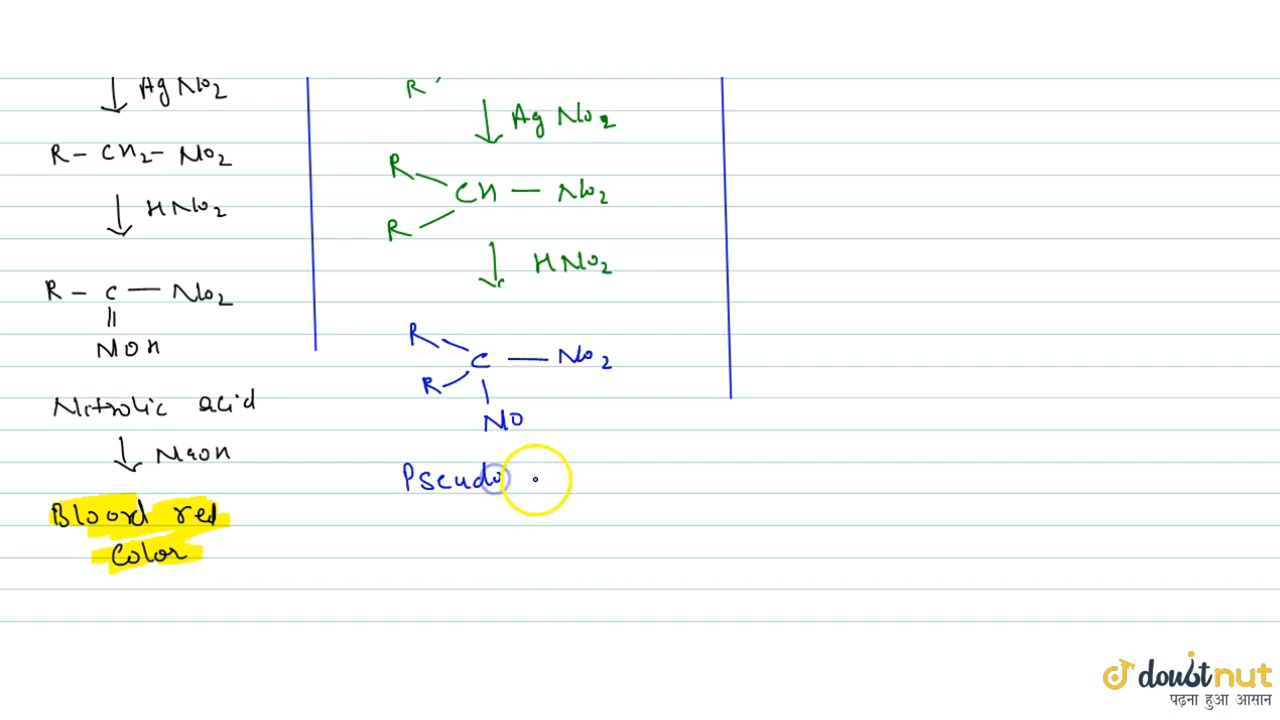 AgNO2
R - CH2 - NO2
HNO2
R - C - NO2
||
NOH
Nitrolic acid
NaOH
Blood red
Color
R
AgNO2
R
CH - NO2
R
HNO2
R
C - NO2
R
NO
Pseudo
doubtnut
पढ़ना हुआ आसान